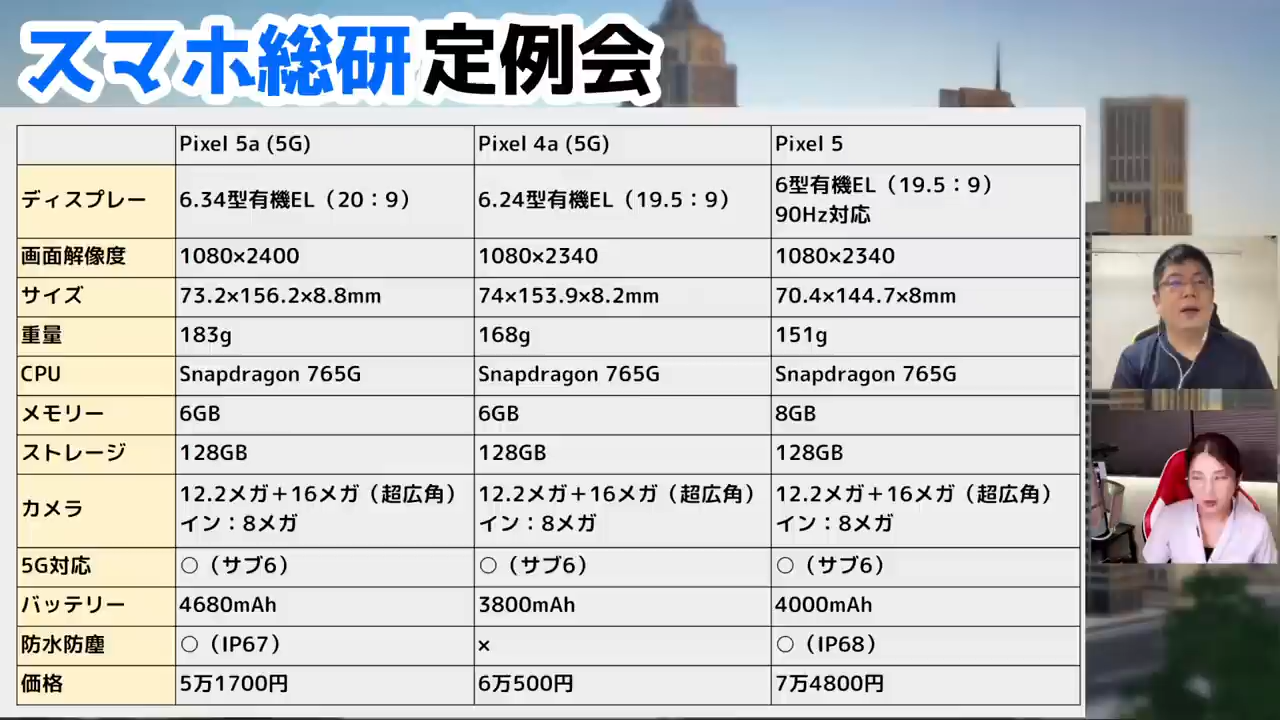 スマホ総研定例会
Pixel 5a (5G) Pixel 4a (5G) Pixel 5
ディスプレー 6.34型有機EL（20：9） 6.24型有機EL（19.5：9） 6型有機EL（19.5：9）
90Hz対応
画面解像度 1080×2400 1080×2340 1080×2340
サイズ 73.2×156.2×8.8mm 74×153.9×8.2mm 70.4×144.7×8mm
重量 183g 168g 151g
CPU Snapdragon 765G Snapdragon 765G Snapdragon 765G
メモリー 6GB 6GB 8GB
ストレージ 128GB 128GB 128GB
カメラ 12.2メガ＋16メガ（超広角） 12.2メガ＋16メガ（超広角） 12.2メガ＋16メガ（超広角）
イン：8メガ イン：8メガ イン：8メガ
5G対応 ○（サブ6） ○（サブ6） ○（サブ6）
バッテリー 4680mAh 3800mAh 4000mAh
防水防塵 ○（IP67） × ○（IP68）
価格 5万1700円 6万500円 7万4800円